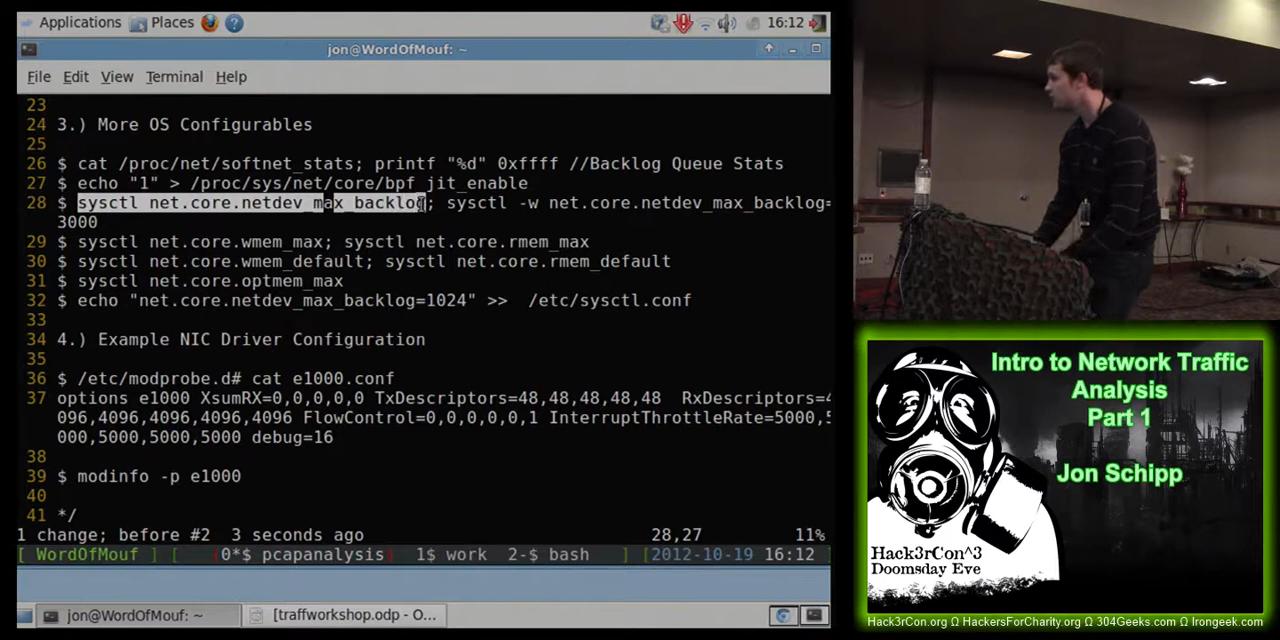 Applications Places 16:12
jon@WordOfMouf: ~
File Edit View Terminal Help
23
24 3.) More OS Configurables
25
26 $ cat /proc/net/softnet_stats; printf "%d" 0xffff //Backlog Queue Stats
27 $ echo "1" > /proc/sys/net/core/bpf_jit_enable
28 $ sysctl net.core.netdev_max_backlog; sysctl -w net.core.netdev_max_backlog=
3000
29 $ sysctl net.core.wmem_max; sysctl net.core.rmem_max
30 $ sysctl net.core.wmem_default; sysctl net.core.rmem_default
31 $ sysctl net.core.optmem_max
32 $ echo "net.core.netdev_max_backlog=1024" >> /etc/sysctl.conf
33
34 4.) Example NIC Driver Configuration
35
36 $ /etc/modprobe.d# cat e1000.conf
37 options e1000 XsumRX=0,0,0,0,0 TxDescriptors=48,48,48,48,48 RxDescriptors=4
096,4096,4096,4096,4096 FlowControl=0,0,0,0,0,1 InterruptThrottleRate=5000,5
000,5000,5000,5000 debug=16
38
39 $ modinfo -p e1000
40
41 */
1 change; before #2 3 seconds ago 28,27 11%
[ WordOfMouf ] [ (0*$ pcapanalysis) 1$ work 2-$ bash ] [2012-10-19 16:12
jon@WordOfMouf: ~ [traffworkshop.odp - O...
Intro to Network Traffic
Analysis
Part 1
Jon Schipp
Hack3rCon^3
Doomsday Eve
Hack3rCon.org Ω HackersForCharity.org Ω 304Geeks.com Ω Irongeek.com